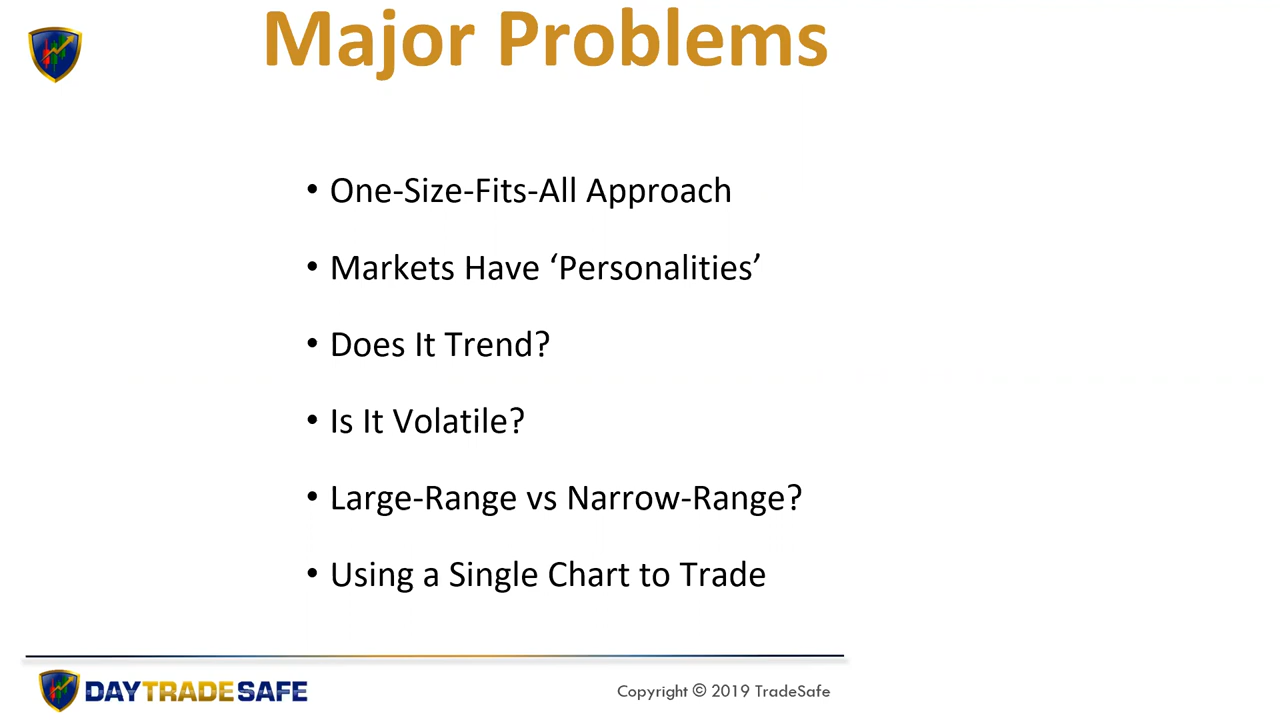 Major Problems
• One-Size-Fits-All Approach
• Markets Have ‘Personalities’
• Does It Trend?
• Is It Volatile?
• Large-Range vs Narrow-Range?
• Using a Single Chart to Trade
DAYTRADESAFE
Copyright © 2019 TradeSafe